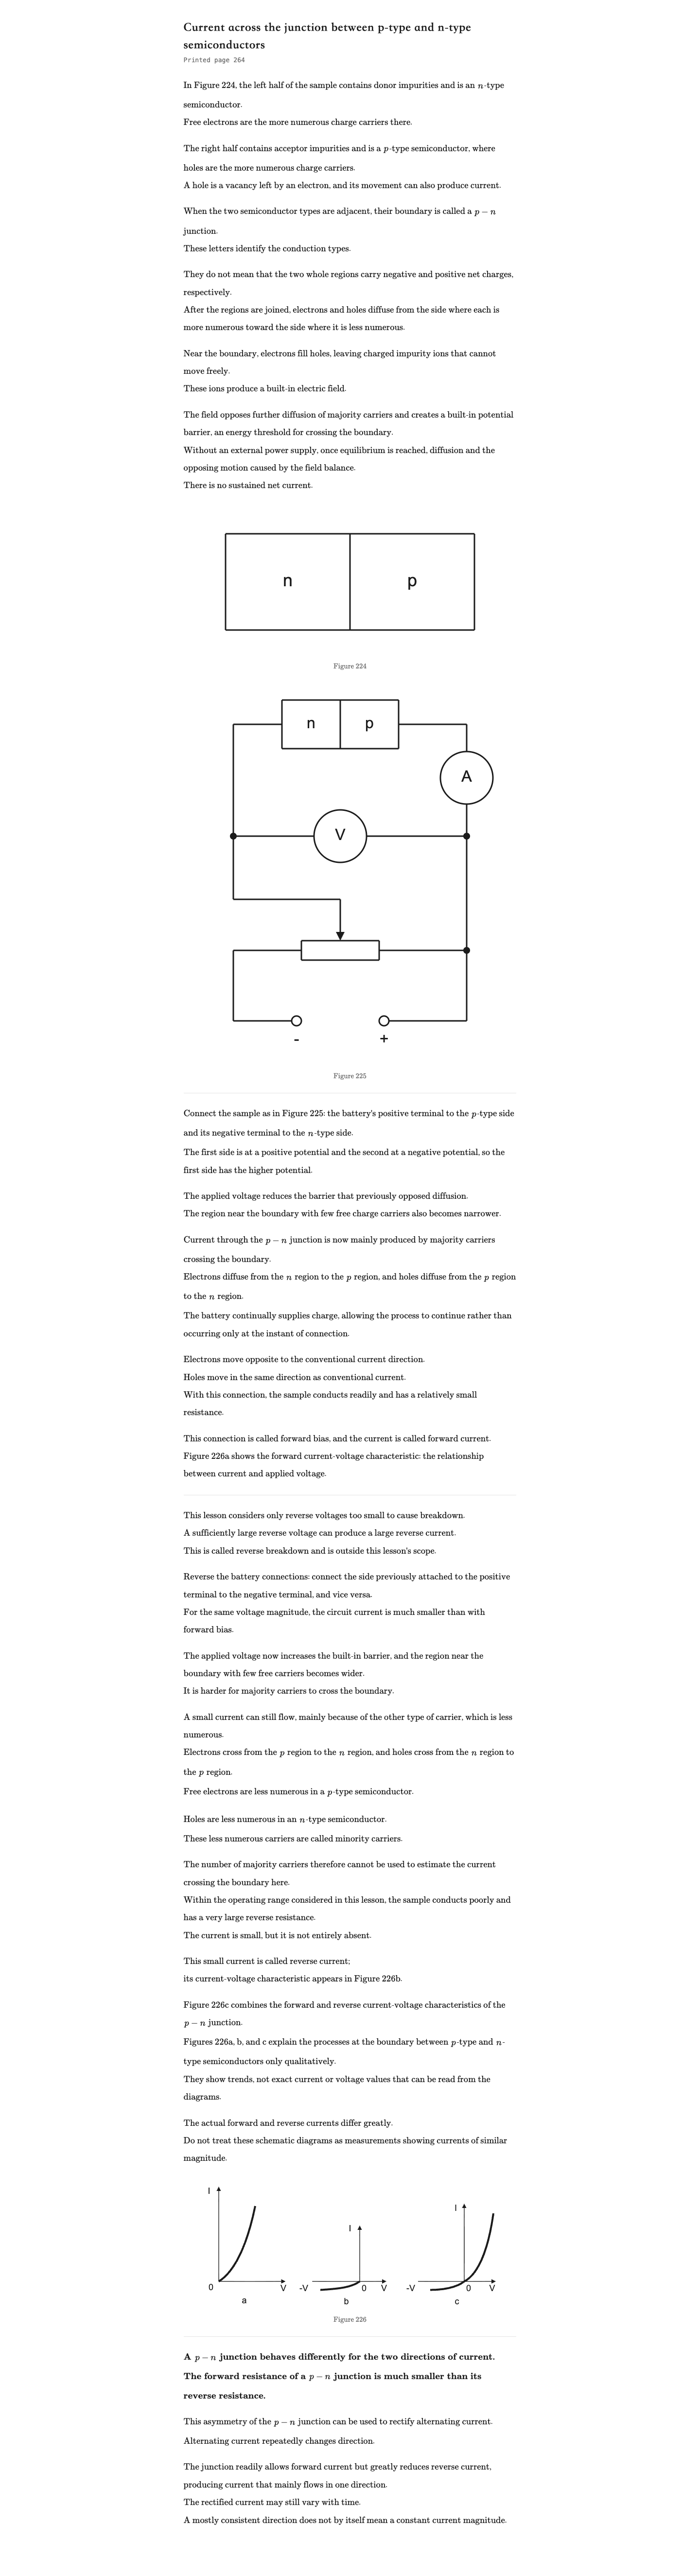 Current across the junction between p-type and n-type
semiconductors
Printed page 264
In Figure 224, the left half of the sample contains donor impurities and is an n-type
semiconductor.
Free electrons are the more numerous charge carriers there.
The right half contains acceptor impurities and is a p-type semiconductor, where
holes are the more numerous charge carriers.
A hole is a vacancy left by an electron, and its movement can also produce current.
When the two semiconductor types are adjacent, their boundary is called a p − n
junction.
These letters identify the conduction types.
They do not mean that the two whole regions carry negative and positive net charges,
respectively.
After the regions are joined, electrons and holes diffuse from the side where each is
more numerous toward the side where it is less numerous.
Near the boundary, electrons fill holes, leaving charged impurity ions that cannot
move freely.
These ions produce a built-in electric field.
The field opposes further diffusion of majority carriers and creates a built-in potential
barrier, an energy threshold for crossing the boundary.
Without an external power supply, once equilibrium is reached, diffusion and the
opposing motion caused by the field balance.
There is no sustained net current.
n p
Figure 224
n p
A
V
- +
Figure 225
Connect the sample as in Figure 225: the battery's positive terminal to the p-type side
and its negative terminal to the n-type side.
The first side is at a positive potential and the second at a negative potential, so the
first side has the higher potential.
The applied voltage reduces the barrier that previously opposed diffusion.
The region near the boundary with few free charge carriers also becomes narrower.
Current through the p − n junction is now mainly produced by majority carriers
crossing the boundary.
Electrons diffuse from the n region to the p region, and holes diffuse from the p region
to the n region.
The battery continually supplies charge, allowing the process to continue rather than
occurring only at the instant of connection.
Electrons move opposite to the conventional current direction.
Holes move in the same direction as conventional current.
With this connection, the sample conducts readily and has a relatively small
resistance.
This connection is called forward bias, and the current is called forward current.
Figure 226a shows the forward current-voltage characteristic: the relationship
between current and applied voltage.
This lesson considers only reverse voltages too small to cause breakdown.
A sufficiently large reverse voltage can produce a large reverse current.
This is called reverse breakdown and is outside this lesson's scope.
Reverse the battery connections: connect the side previously attached to the positive
terminal to the negative terminal, and vice versa.
For the same voltage magnitude, the circuit current is much smaller than with
forward bias.
The applied voltage now increases the built-in barrier, and the region near the
boundary with few free carriers becomes wider.
It is harder for majority carriers to cross the boundary.
A small current can still flow, mainly because of the other type of carrier, which is less
numerous.
Electrons cross from the p region to the n region, and holes cross from the n region to
the p region.
Free electrons are less numerous in a p-type semiconductor.
Holes are less numerous in an n-type semiconductor.
These less numerous carriers are called minority carriers.
The number of majority carriers therefore cannot be used to estimate the current
crossing the boundary here.
Within the operating range considered in this lesson, the sample conducts poorly and
has a very large reverse resistance.
The current is small, but it is not entirely absent.
This small current is called reverse current;
its current-voltage characteristic appears in Figure 226b.
Figure 226c combines the forward and reverse current-voltage characteristics of the
p − n junction.
Figures 226a, b, and c explain the processes at the boundary between p-type and n-
type semiconductors only qualitatively.
They show trends, not exact current or voltage values that can be read from the
diagrams.
The actual forward and reverse currents differ greatly.
Do not treat these schematic diagrams as measurements showing currents of similar
magnitude.
I I I
0 V -V 0 V -V 0 V
a b c
Figure 226
A p − n junction behaves differently for the two directions of current.
The forward resistance of a p − n junction is much smaller than its
reverse resistance.
This asymmetry of the p − n junction can be used to rectify alternating current.
Alternating current repeatedly changes direction.
The junction readily allows forward current but greatly reduces reverse current,
producing current that mainly flows in one direction.
The rectified current may still vary with time.
A mostly consistent direction does not by itself mean a constant current magnitude.